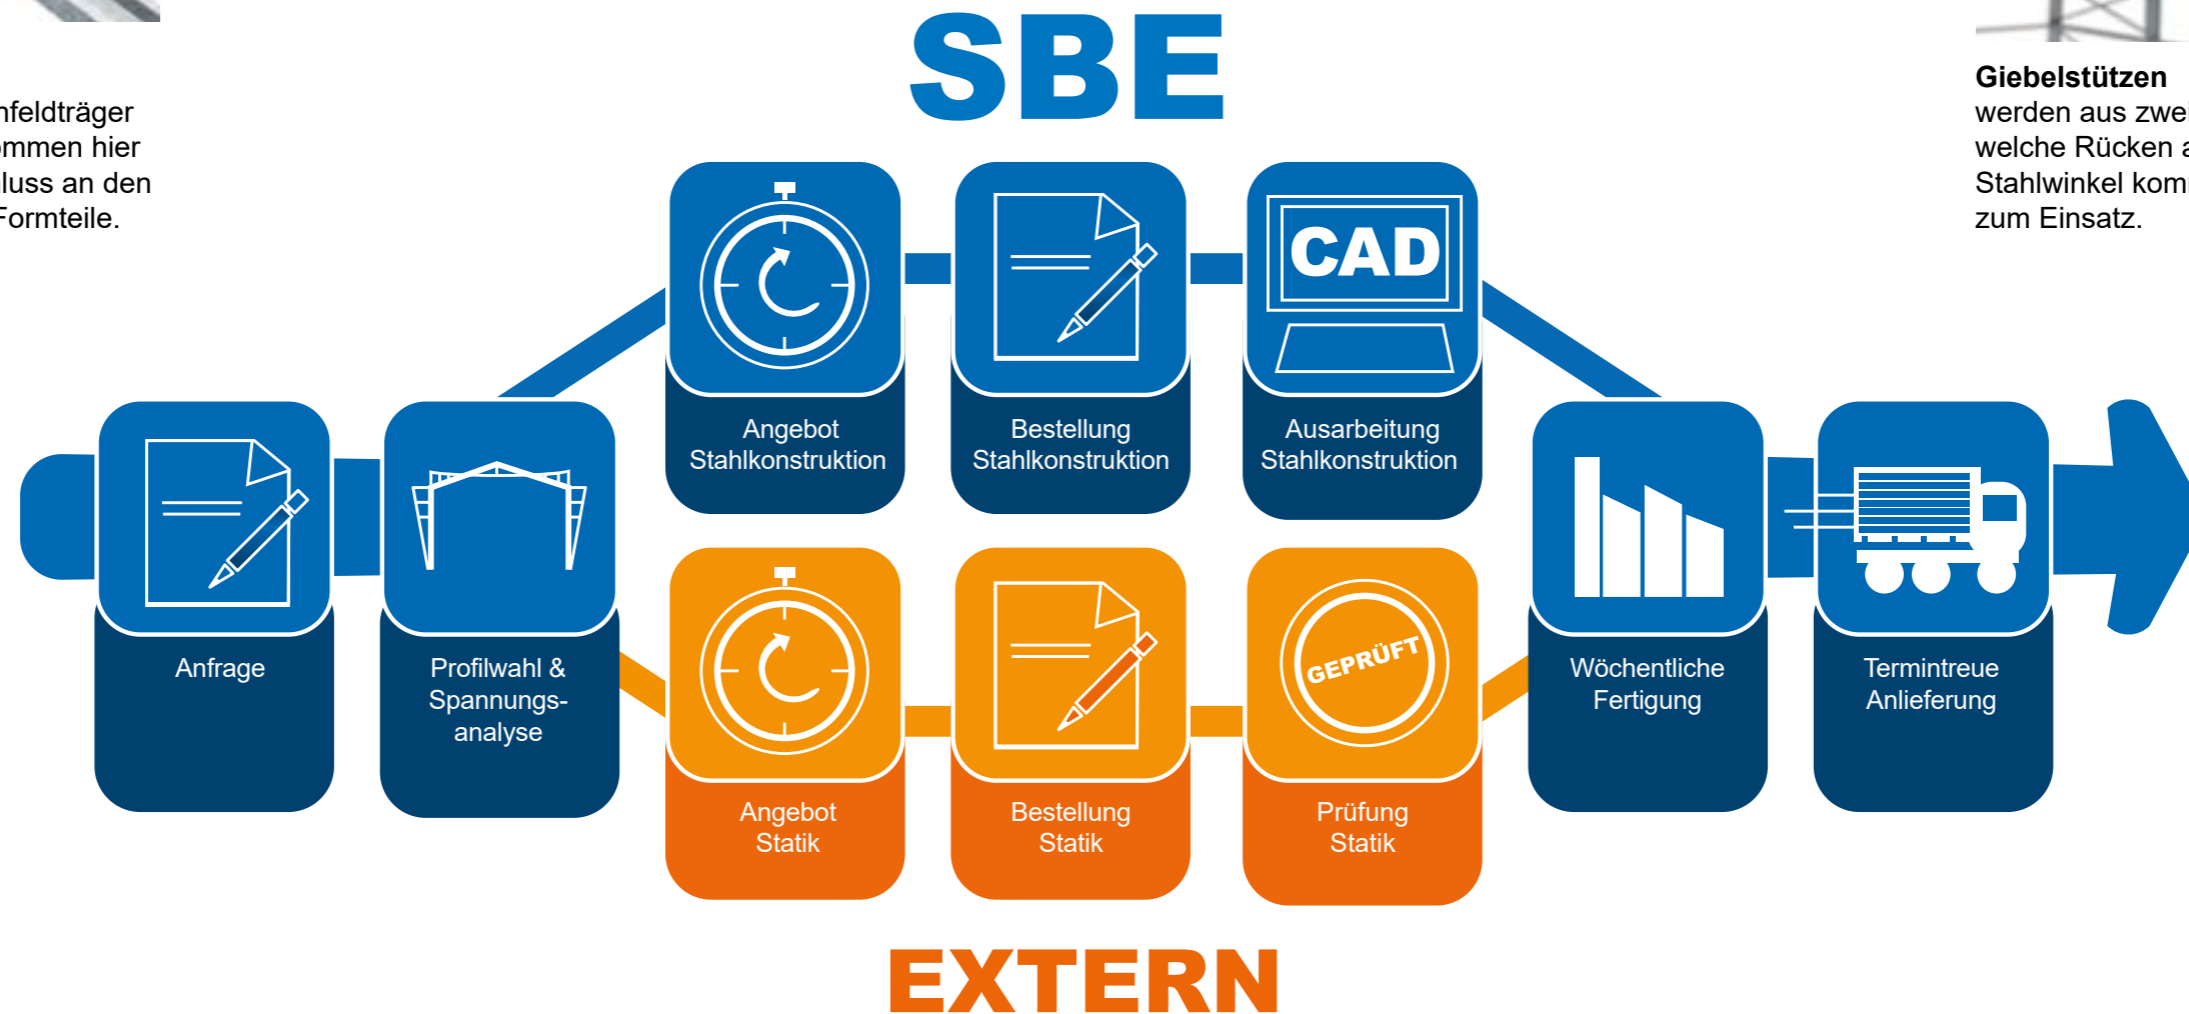 SBE
nfeldträger
ommen hier
luss an den
Formteile.
Giebelstützen
werden aus zwei
welche Rücken a
Stahlwinkel kom
zum Einsatz.
CAD
Angebot
Stahlkonstruktion
Bestellung
Stahlkonstruktion
Ausarbeitung
Stahlkonstruktion
Anfrage
Profilwahl &
Spannungs-
analyse
GEPRÜFT
Wöchentliche
Fertigung
Termintreue
Anlieferung
Angebot
Statik
Bestellung
Statik
Prüfung
Statik
EXTERN